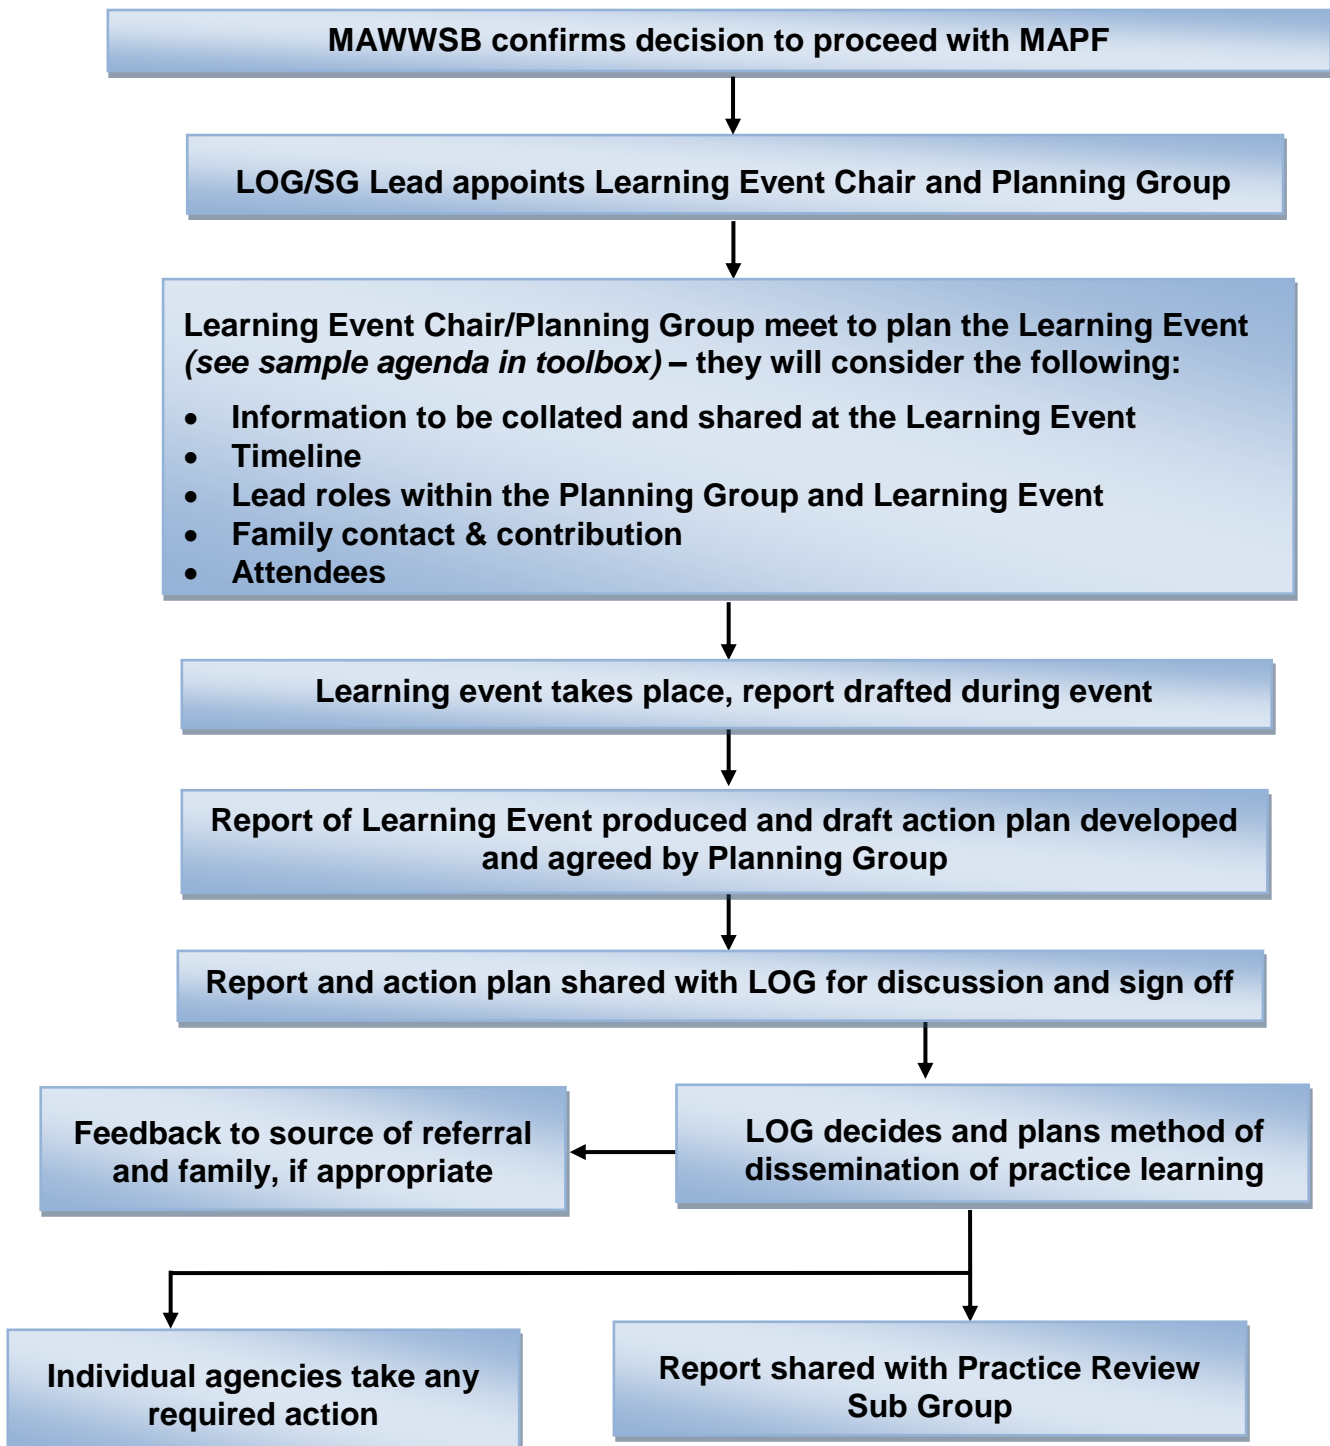 MAWWSB confirms decision to proceed with MAPF
LOG/SG Lead appoints Learning Event Chair and Planning Group
Learning Event Chair/Planning Group meet to plan the Learning Event
(see sample agenda in toolbox) – they will consider the following:
• Information to be collated and shared at the Learning Event
• Timeline
• Lead roles within the Planning Group and Learning Event
• Family contact & contribution
• Attendees
Learning event takes place, report drafted during event
Report of Learning Event produced and draft action plan developed
and agreed by Planning Group
Report and action plan shared with LOG for discussion and sign off
Feedback to source of referral
and family, if appropriate
LOG decides and plans method of
dissemination of practice learning
Individual agencies take any
required action
Report shared with Practice Review
Sub Group